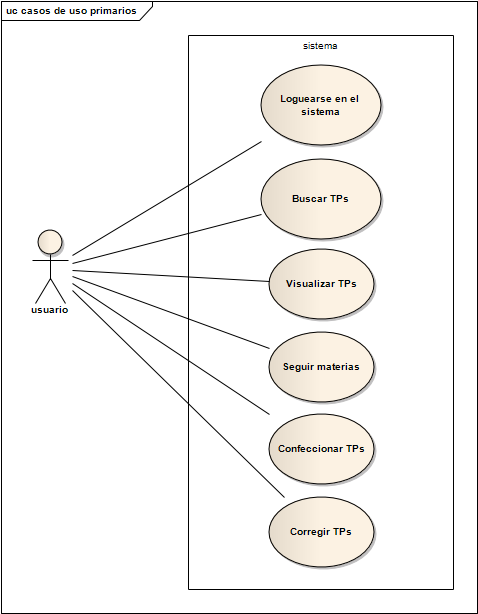 uc casos de uso primarios
sistema
Loguearse en el
sistema
Buscar TPs
Visualizar TPs
usuario
Seguir materias
Confeccionar TPs
Corregir TPs